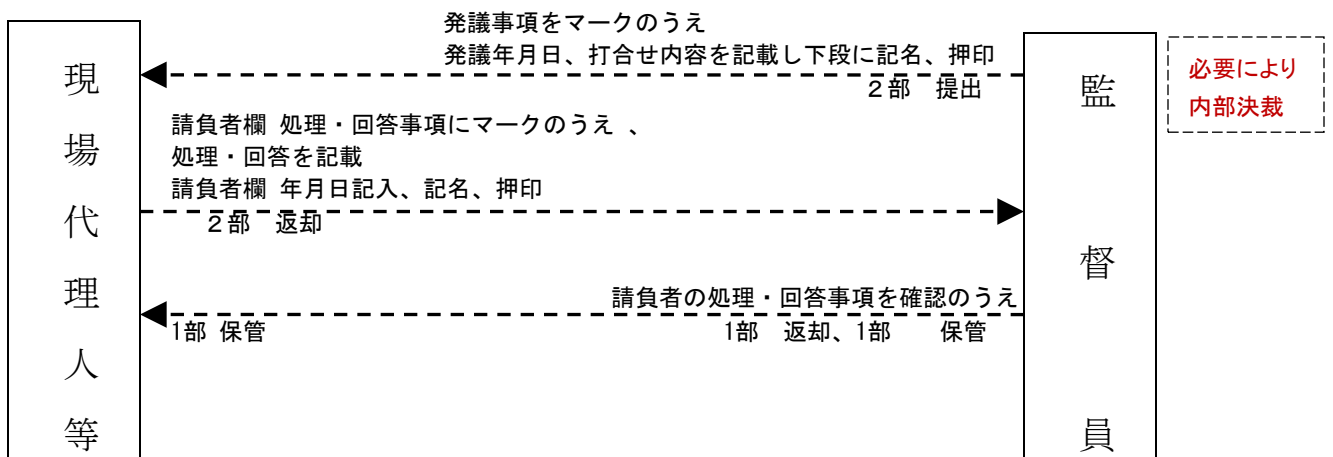 発議事項をマークのうえ
発議年月日、打合せ内容を記載し下段に記名、押印
２部　提出
必要により
内部決裁
請負者欄 処理・回答事項にマークのうえ 、
処理・回答を記載
請負者欄 年月日記入、記名、押印
２部　返却
請負者の処理・回答事項を確認のうえ
1部 保管
1部　返却、1部　　保管
現場代理人等
監督員